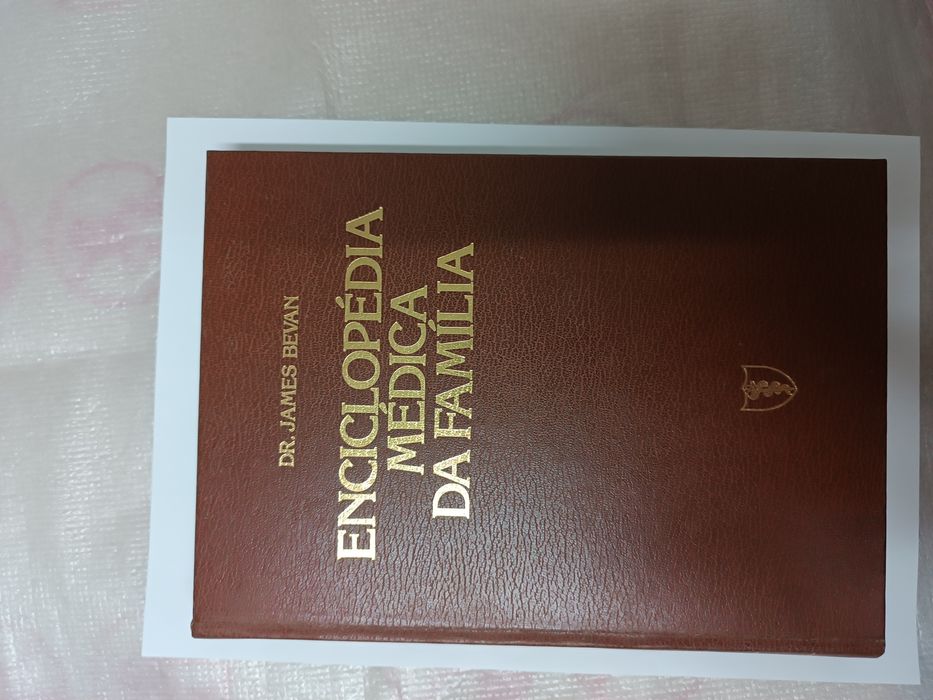 DR. JAMES BEVAN
ENCICLOPÉDIA
MÉDICA
DA FAMÍLIA